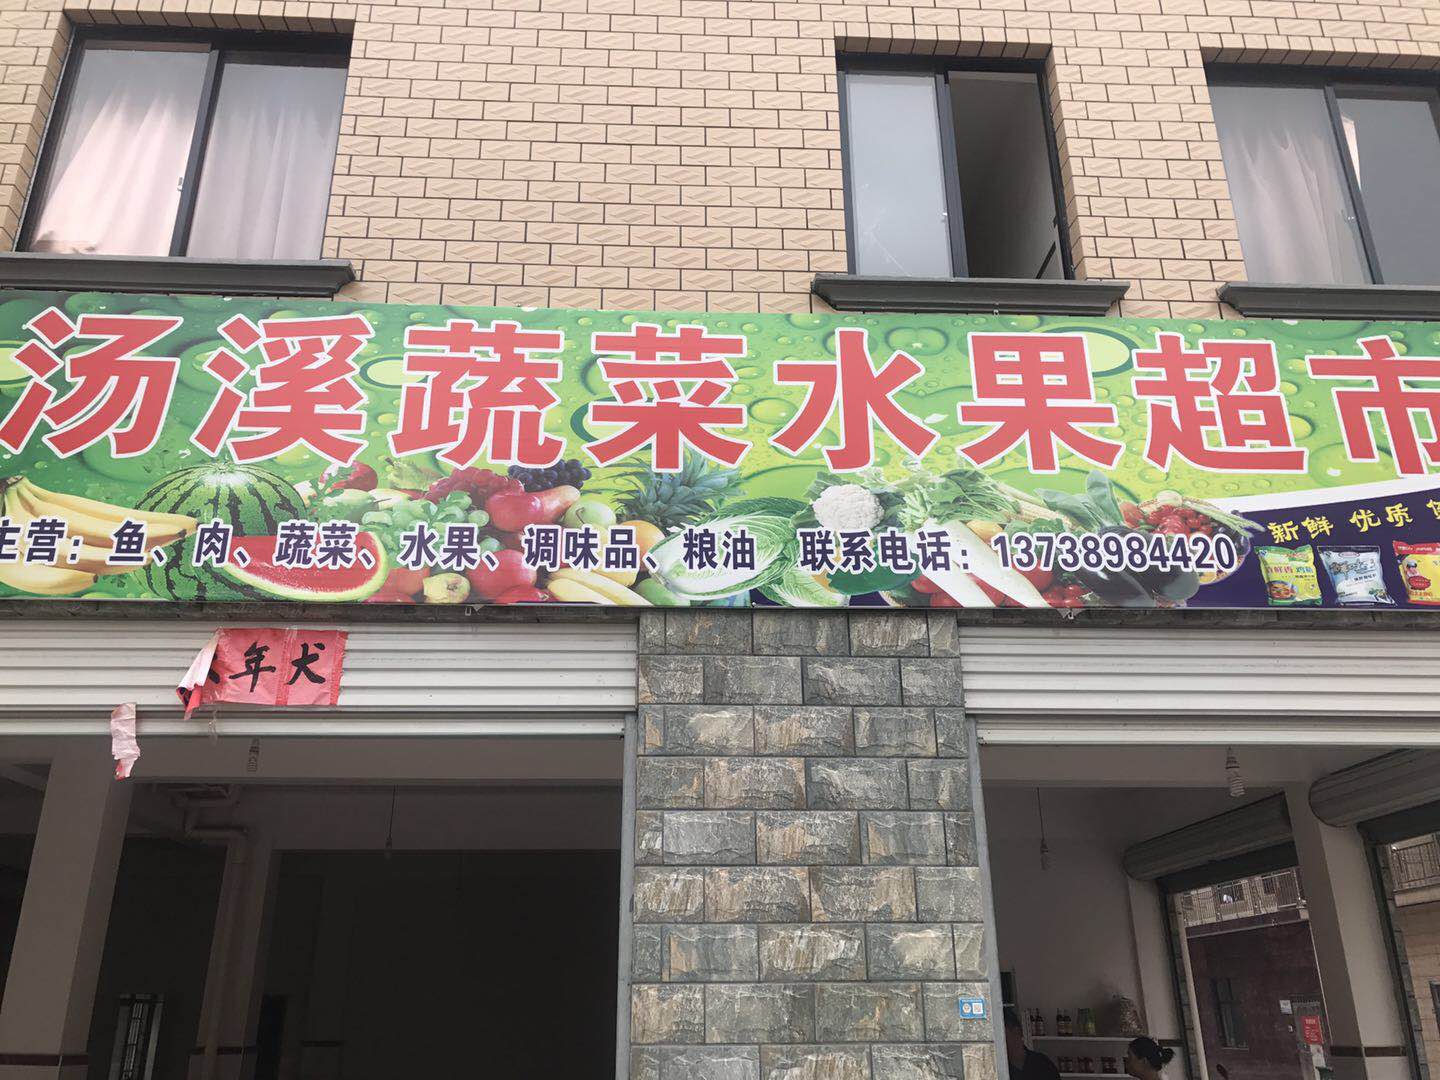 汤溪蔬菜水果超市
主营：鱼、肉、蔬菜、水果、调味品、粮油 联系电话：13738984420
新鲜 优质
年犬